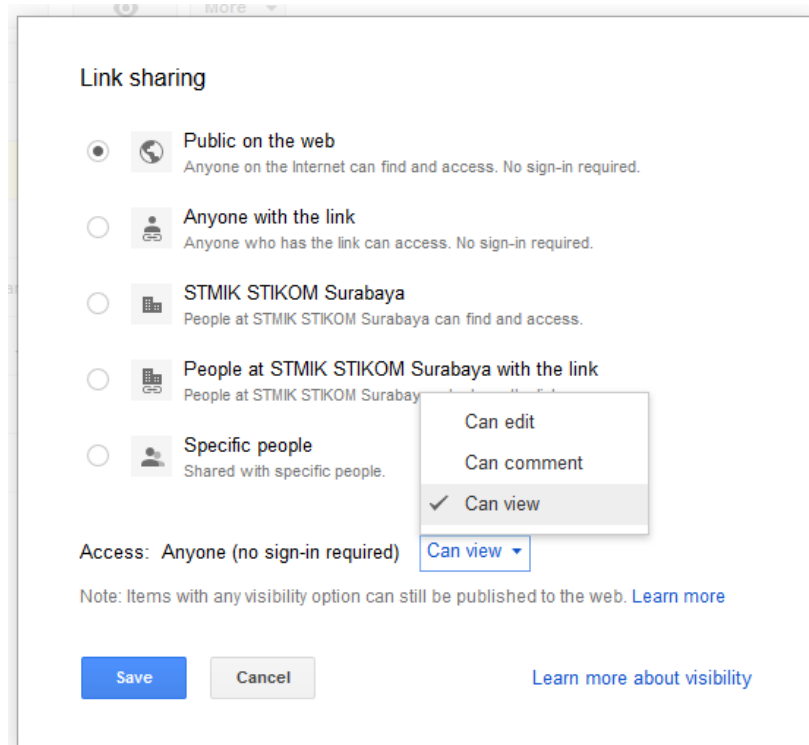 More
Link sharing
Public on the web
Anyone on the Internet can find and access. No sign-in required.
Anyone with the link
Anyone who has the link can access. No sign-in required.
STMIK STIKOM Surabaya
People at STMIK STIKOM Surabaya can find and access.
People at STMIK STIKOM Surabaya with the link
People at STMIK STIKOM Surabay
Can edit
Can comment
Can view
Specific people
Shared with specific people.
Access: Anyone (no sign-in required) Can view
Note: Items with any visibility option can still be published to the web. Learn more
Save Cancel Learn more about visibility